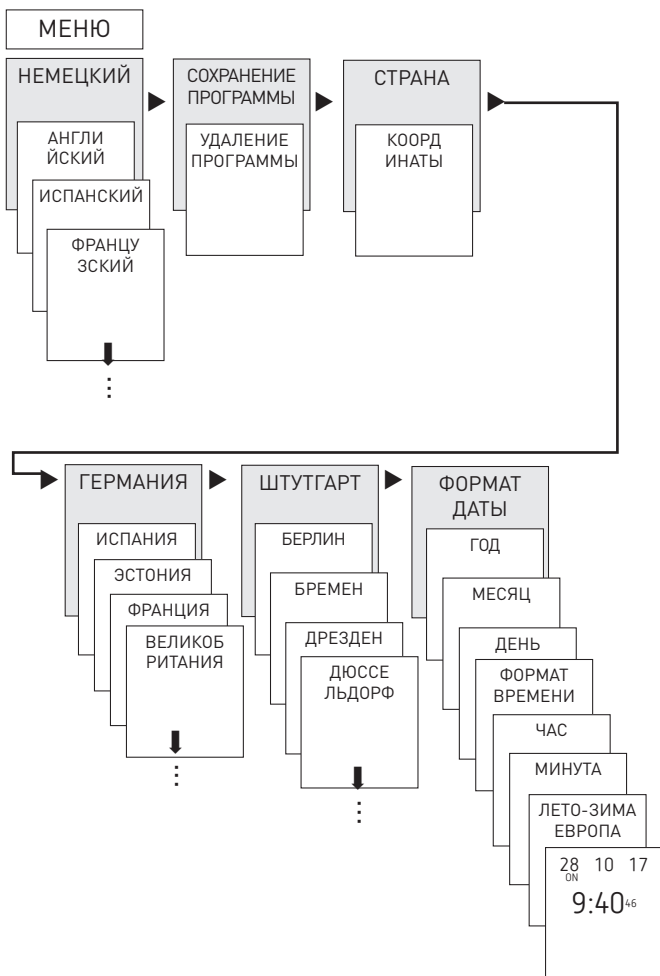 МЕНЮ
НЕМЕЦКИЙ
АНГЛИ
ЙСКИЙ
ИСПАНСКИЙ
ФРАНЦУ
ЗСКИЙ
СОХРАНЕНИЕ
ПРОГРАММЫ
УДАЛЕНИЕ
ПРОГРАММЫ
СТРАНА
КООРД
ИНАТЫ
ГЕРМАНИЯ
ИСПАНИЯ
ЭСТОНИЯ
ФРАНЦИЯ
ВЕЛИКОБ
РИТАНИЯ
ШТУТГАРТ
БЕРЛИН
БРЕМЕН
ДРЕЗДЕН
ДЮССЕ
ЛЬДОРФ
ФОРМАТ
ДАТЫ
ГОД
МЕСЯЦ
ДЕНЬ
ФОРМАТ
ВРЕМЕНИ
ЧАС
МИНУТА
ЛЕТО-ЗИМА
ЕВРОПА
28 10 17
ON
9:40 46